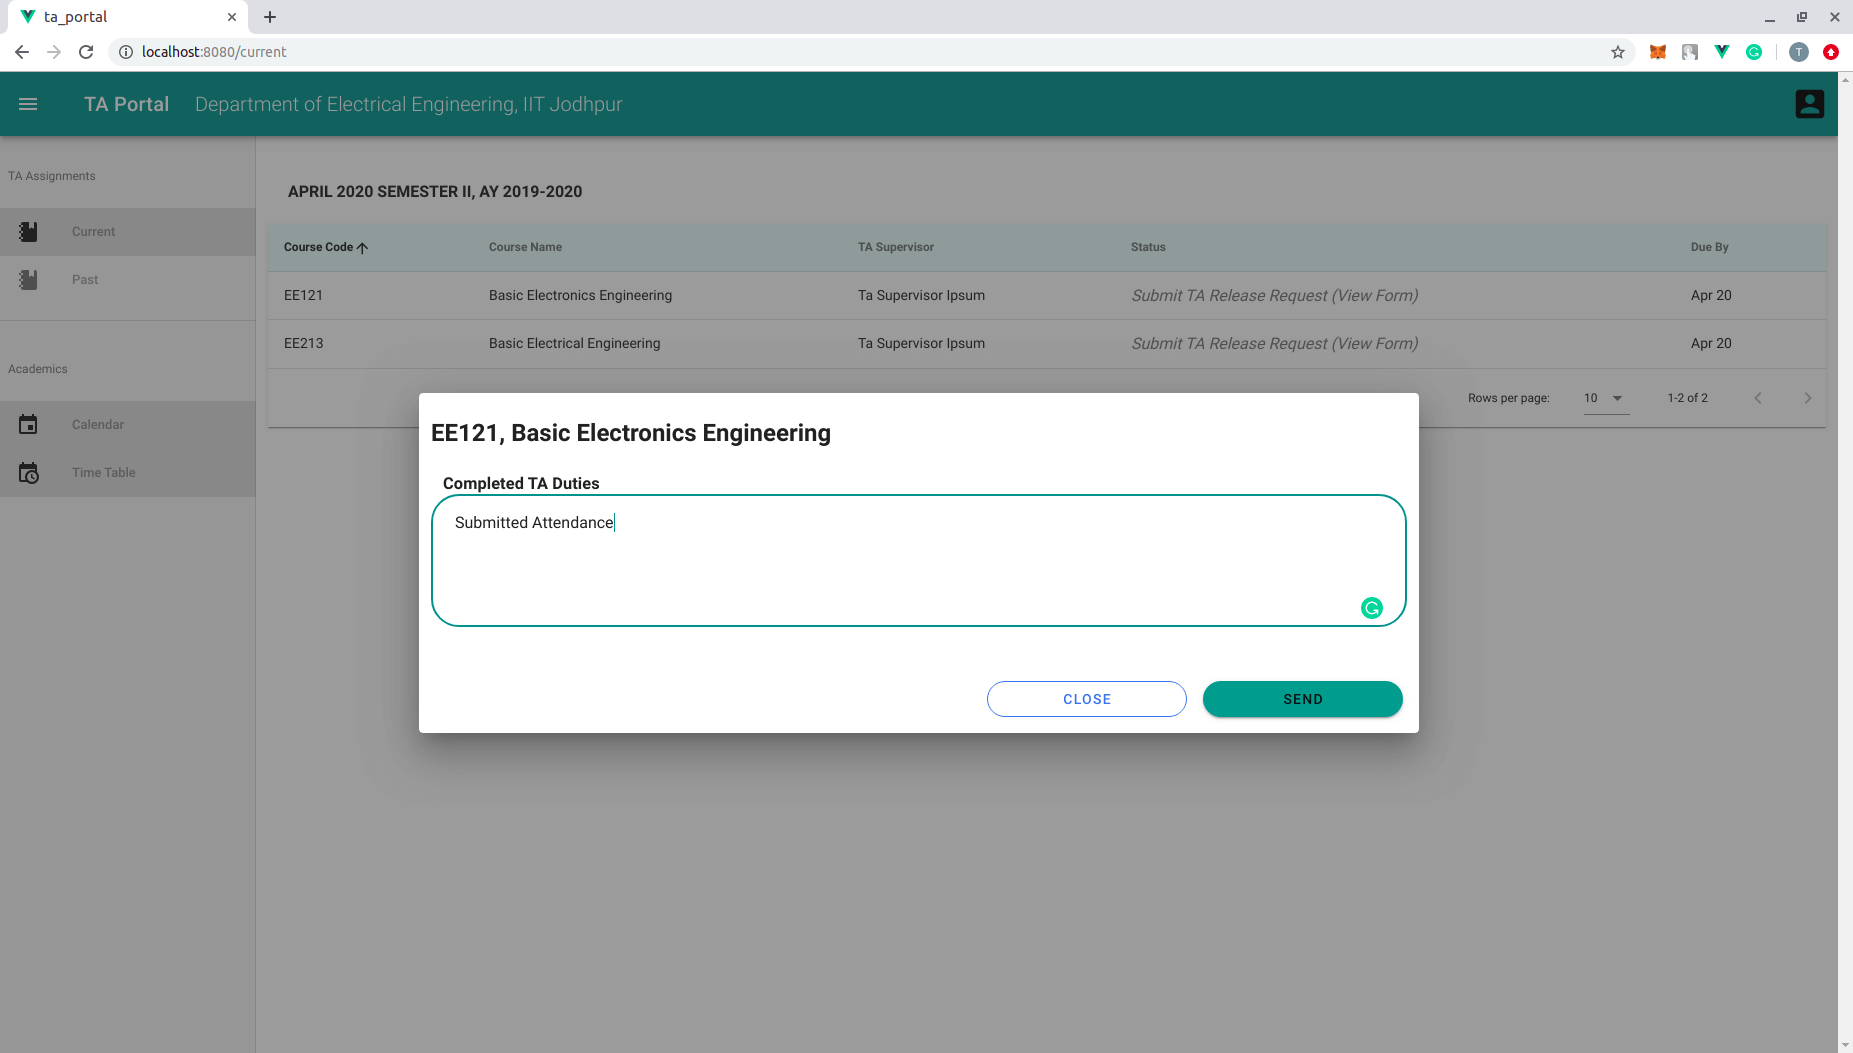 ta_portal
localhost:8080/current
T
TA Portal Department of Electrical Engineering, IIT Jodhpur
TA Assignments
Current
Past
Academics
Calendar
Time Table
APRIL 2020 SEMESTER II, AY 2019-2020
Course Code Course Name TA Supervisor Status Due By
EE121 Basic Electronics Engineering Ta Supervisor Ipsum Submit TA Release Request (View Form) Apr 20
EE213 Basic Electrical Engineering Ta Supervisor Ipsum Submit TA Release Request (View Form) Apr 20
Rows per page: 10 1-2 of 2
EE121, Basic Electronics Engineering
Completed TA Duties
Submitted Attendance
CLOSE SEND